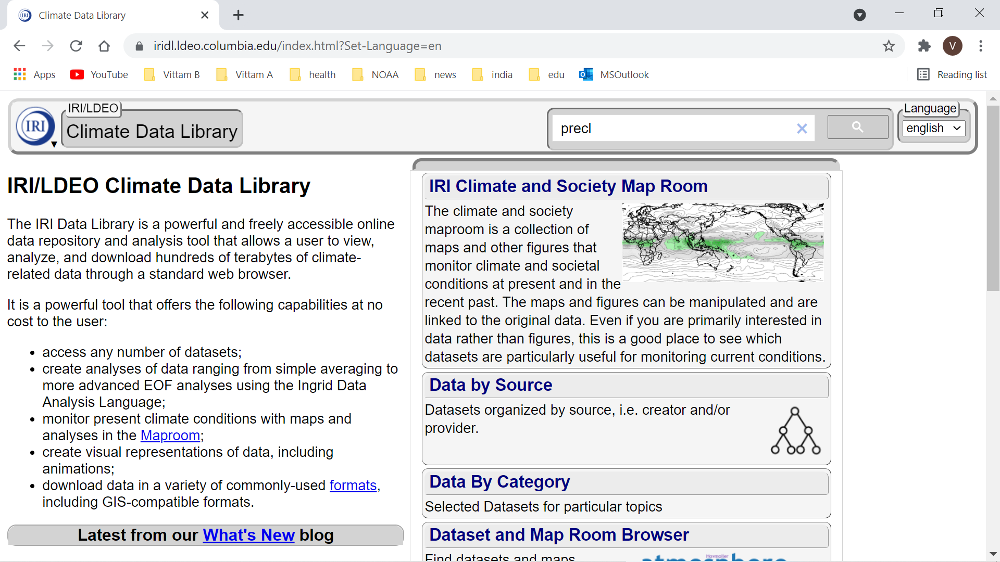 Climate Data Library
iridl.ldeo.columbia.edu/index.html?Set-Language=en
V
Apps YouTube Vittam B Vittam A health NOAA news india edu MSOutlook Reading list
IRI
IRI/LDEO
Climate Data Library
precl
Language
english
IRI/LDEO Climate Data Library
The IRI Data Library is a powerful and freely accessible online
data repository and analysis tool that allows a user to view,
analyze, and download hundreds of terabytes of climate-
related data through a standard web browser.
It is a powerful tool that offers the following capabilities at no
cost to the user:
• access any number of datasets;
• create analyses of data ranging from simple averaging to
more advanced EOF analyses using the Ingrid Data
Analysis Language;
• monitor present climate conditions with maps and
analyses in the Maproom;
• create visual representations of data, including
animations;
• download data in a variety of commonly-used formats,
including GIS-compatible formats.
Latest from our What's New blog
IRI Climate and Society Map Room
The climate and society
maproom is a collection of
maps and other figures that
monitor climate and societal
conditions at present and in the
recent past. The maps and figures can be manipulated and are
linked to the original data. Even if you are primarily interested in
data rather than figures, this is a good place to see which
datasets are particularly useful for monitoring current conditions.
Data by Source
Datasets organized by source, i.e. creator and/or
provider.
Data By Category
Selected Datasets for particular topics
Dataset and Map Room Browser
Find datasets and maps
atmosphere